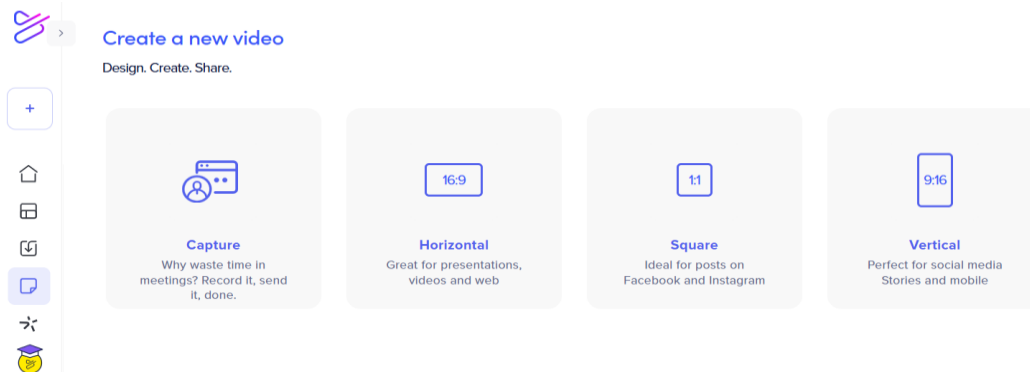 Create a new video
Design. Create. Share.
+
16:9
1:1
9:16
Capture
Why waste time in
meetings? Record it, send
it, done.
Horizontal
Great for presentations,
videos and web
Square
Ideal for posts on
Facebook and Instagram
Vertical
Perfect for social media
Stories and mobile